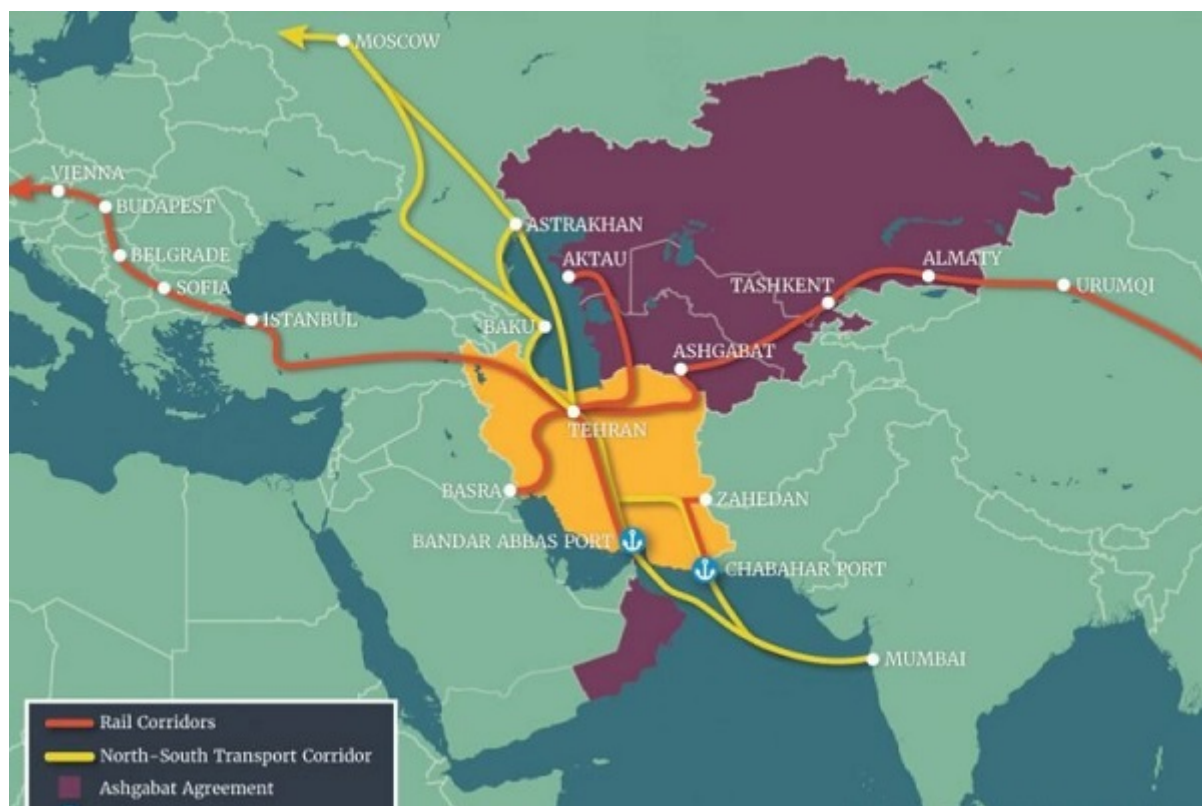 MOSCOW
VIENNA
BUDAPEST
ASTRAKHAN
BELGRADE
AKTAU
ALMATY
SOFIA
TASHKENT
URUMQI
ISTANBUL
BAKU
ASHGABAT
TEHRAN
BASRA
ZAHEDAN
BANDAR ABBAS PORT
CHABAHAR PORT
MUMBAI
Rail Corridors
North-South Transport Corridor
Ashgabat Agreement